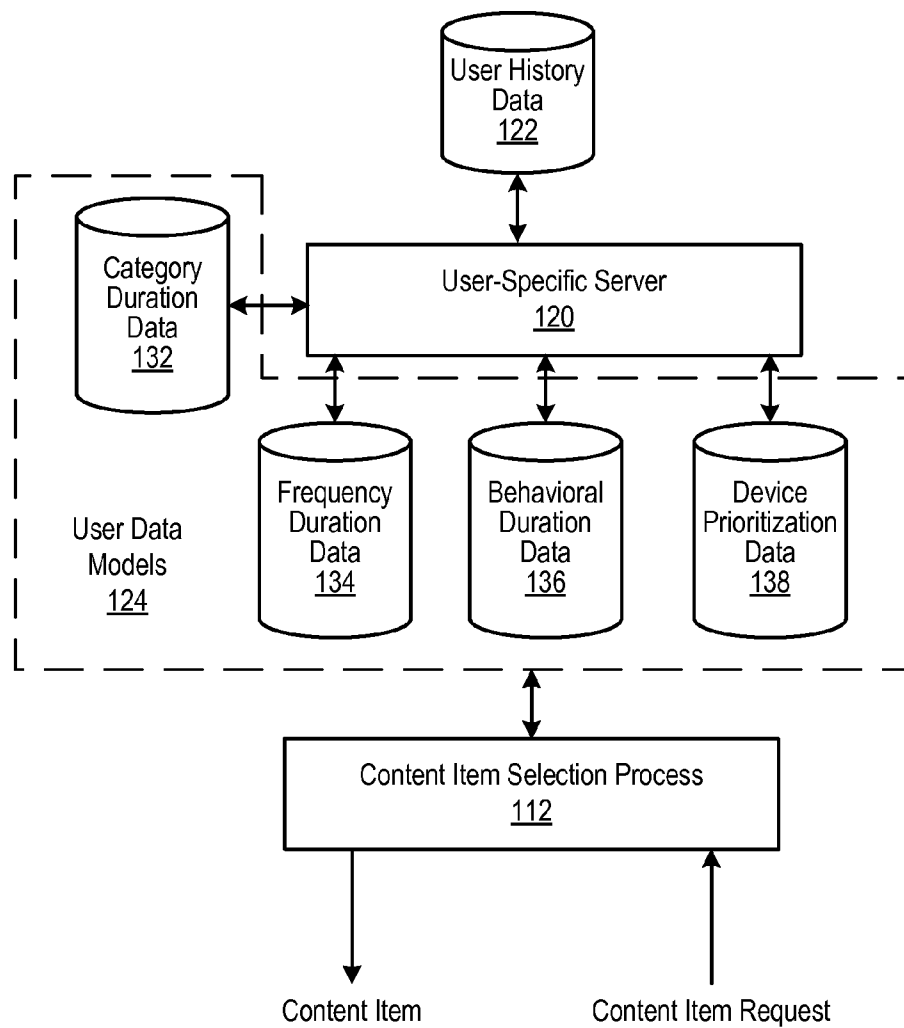 User History
Data
122
Category
Duration
Data
132
User-Specific Server
120
Frequency
Duration
Data
134
Behavioral
Duration
Data
136
Device
Prioritization
Data
138
User Data
Models
124
Content Item Selection Process
112
Content Item
Content Item Request